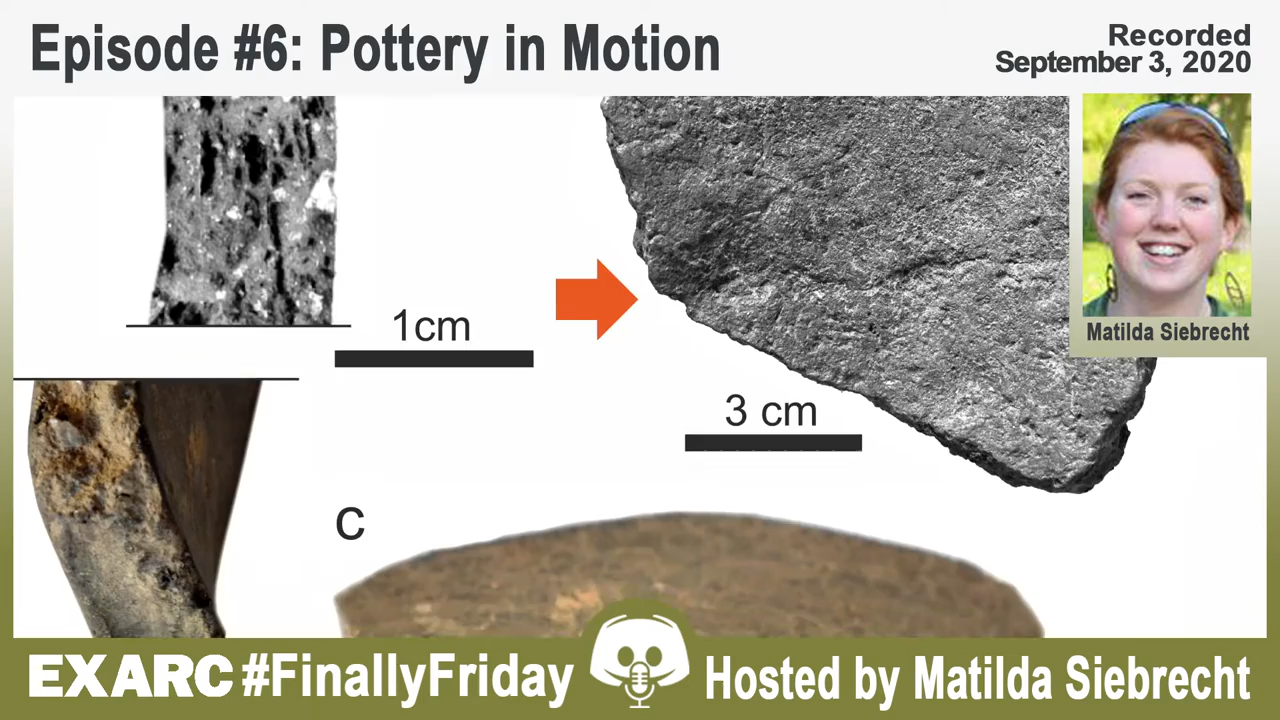 Episode #6: Pottery in Motion
Recorded
September 3, 2020
Matilda Siebrecht
1cm
3 cm
c
EXARC #FinallyFriday
Hosted by Matilda Siebrecht